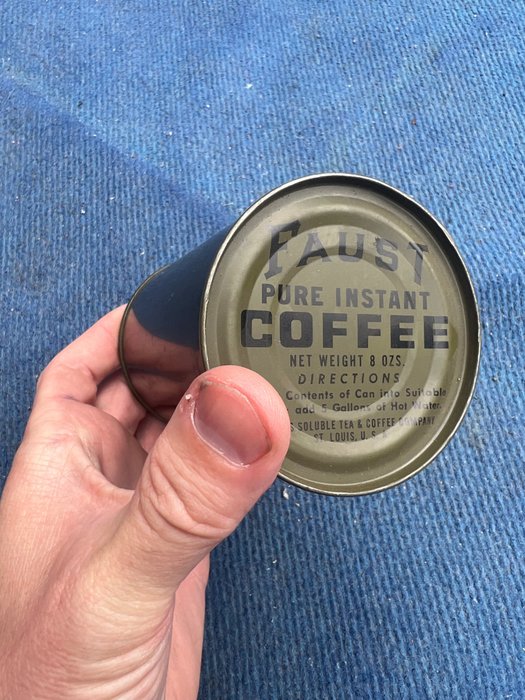 FAUST
PURE INSTANT
COFFEE
NET WEIGHT 8 OZS.
DIRECTIONS
Contents of Can into Suitable
and 5 Gallons of Hot Water.
SOLUBLE TEA & COFFEE COMPANY
ST. LOUIS, U. S.